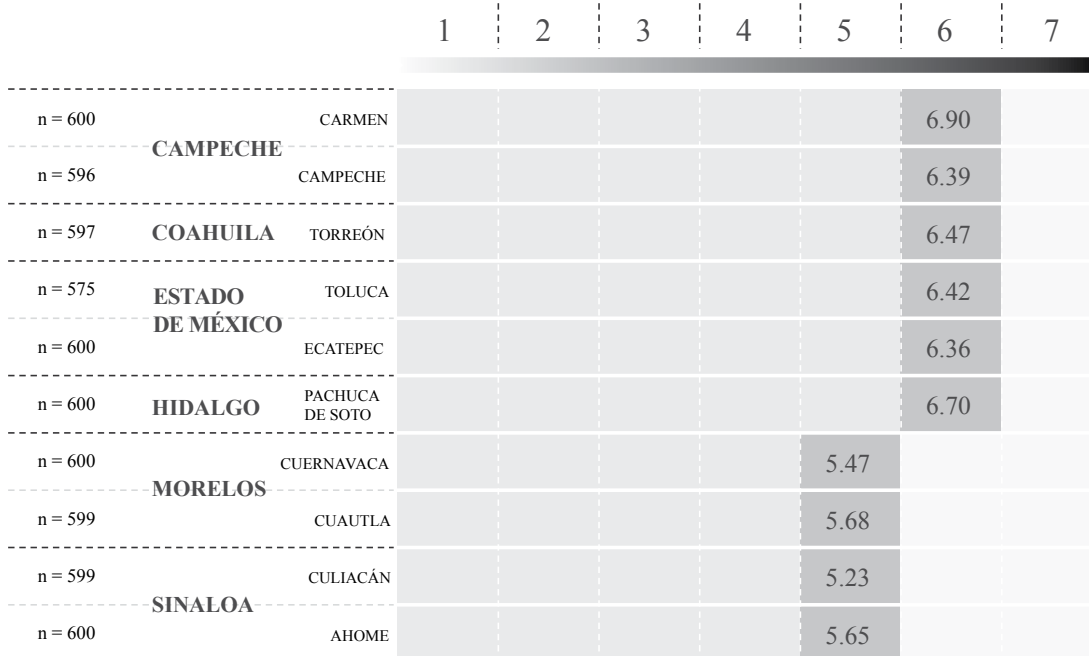 1 2 3 4 5 6 7
n = 600 CARMEN 6.90
CAMPECHE
n = 596 CAMPECHE 6.39
n = 597 COAHUILA TORREÓN 6.47
n = 575 TOLUCA 6.42
ESTADO
DE MÉXICO
n = 600 ECATEPEC 6.36
n = 600 HIDALGO PACHUCA
DE SOTO 6.70
n = 600 CUERNAVACA 5.47
MORELOS
n = 599 CUAUTLA 5.68
n = 599 CULIACÁN 5.23
SINALOA
n = 600 AHOME 5.65